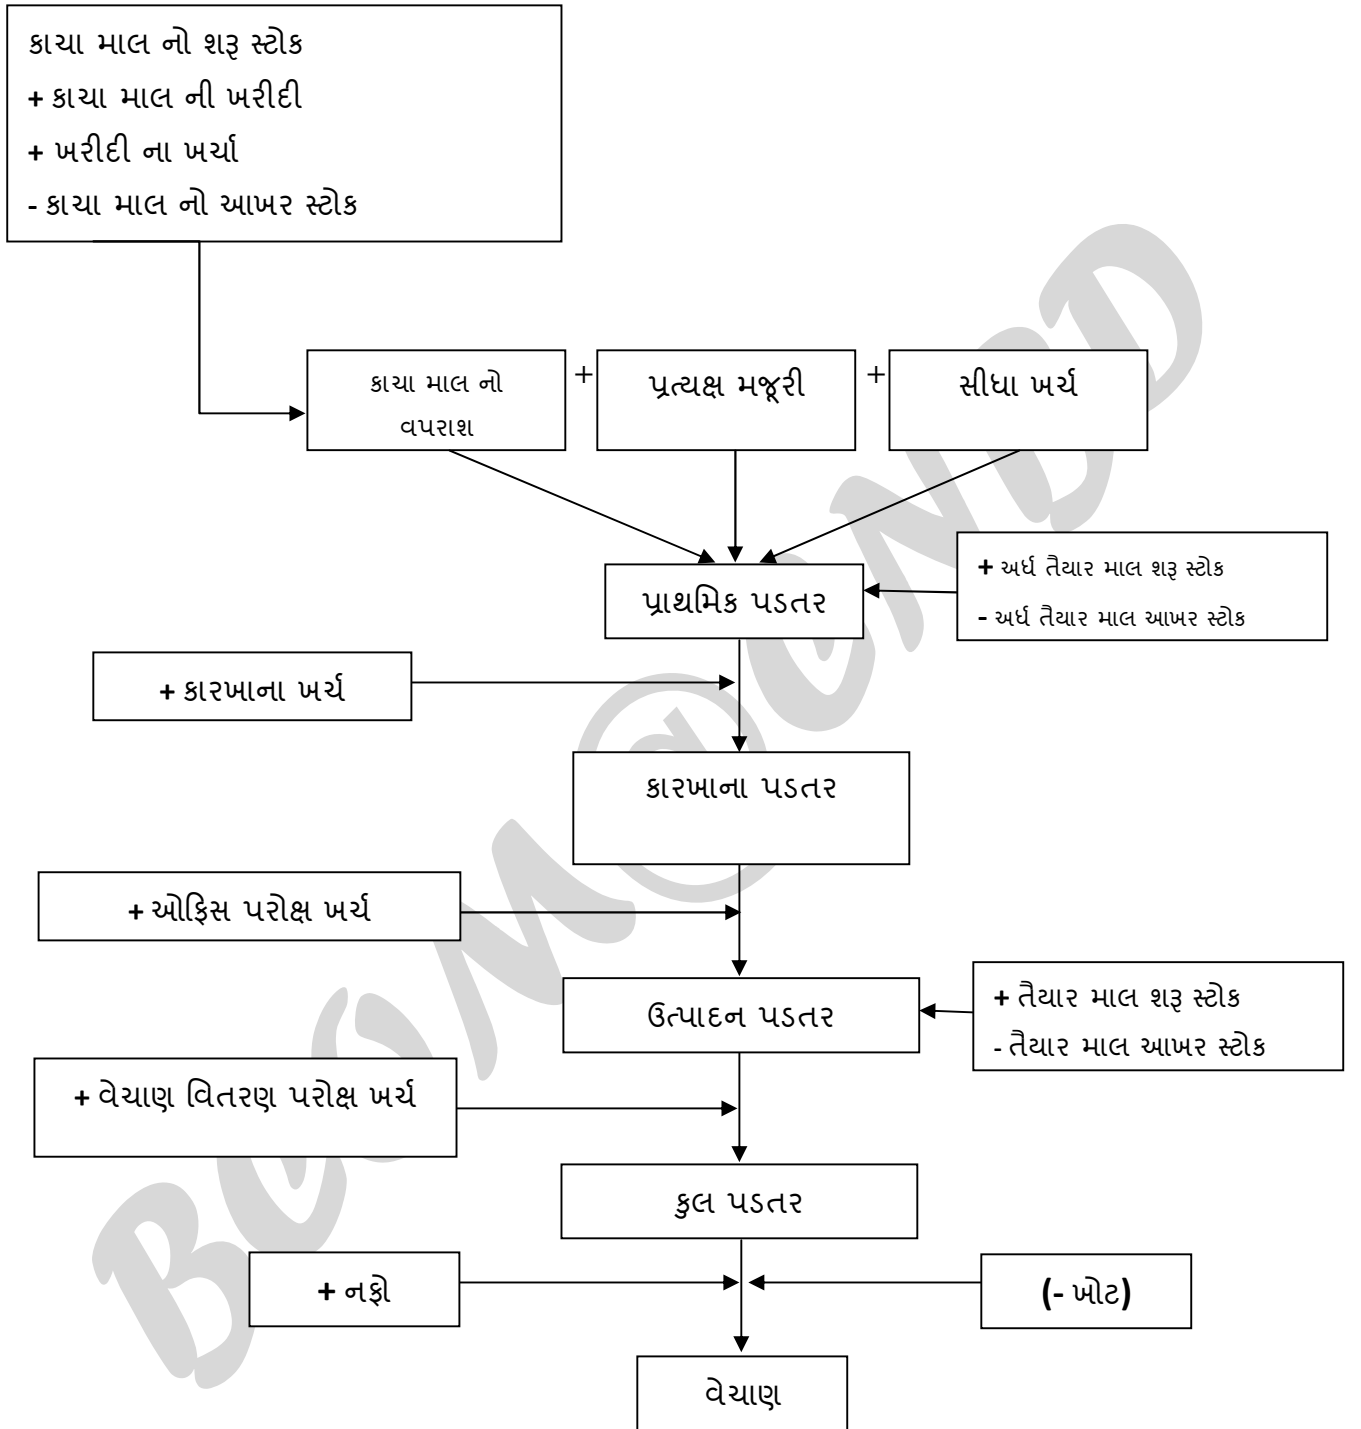 કાચા માલ નો શરૂ સ્ટોક
+ કાચા માલ ની ખરીદી
+ ખરીદી ના ખર્ચા
- કાચા માલ નો આખર સ્ટોક
કાચા માલ નો
વપરાશ
+
પ્રત્યક્ષ મજૂરી
+
સીધા ખર્ચ
પ્રાથમિક પડતર
+ અર્ધ તૈયાર માલ શરૂ સ્ટોક
- અર્ધ તૈયાર માલ આખર સ્ટોક
+ કારખાના ખર્ચ
કારખાના પડતર
+ ઓફિસ પરોક્ષ ખર્ચ
ઉત્પાદન પડતર
+ તૈયાર માલ શરૂ સ્ટોક
- તૈયાર માલ આખર સ્ટોક
+ વેચાણ વિતરણ પરોક્ષ ખર્ચ
કુલ પડતર
+ નફો
(- ખોટ)
વેચાણ